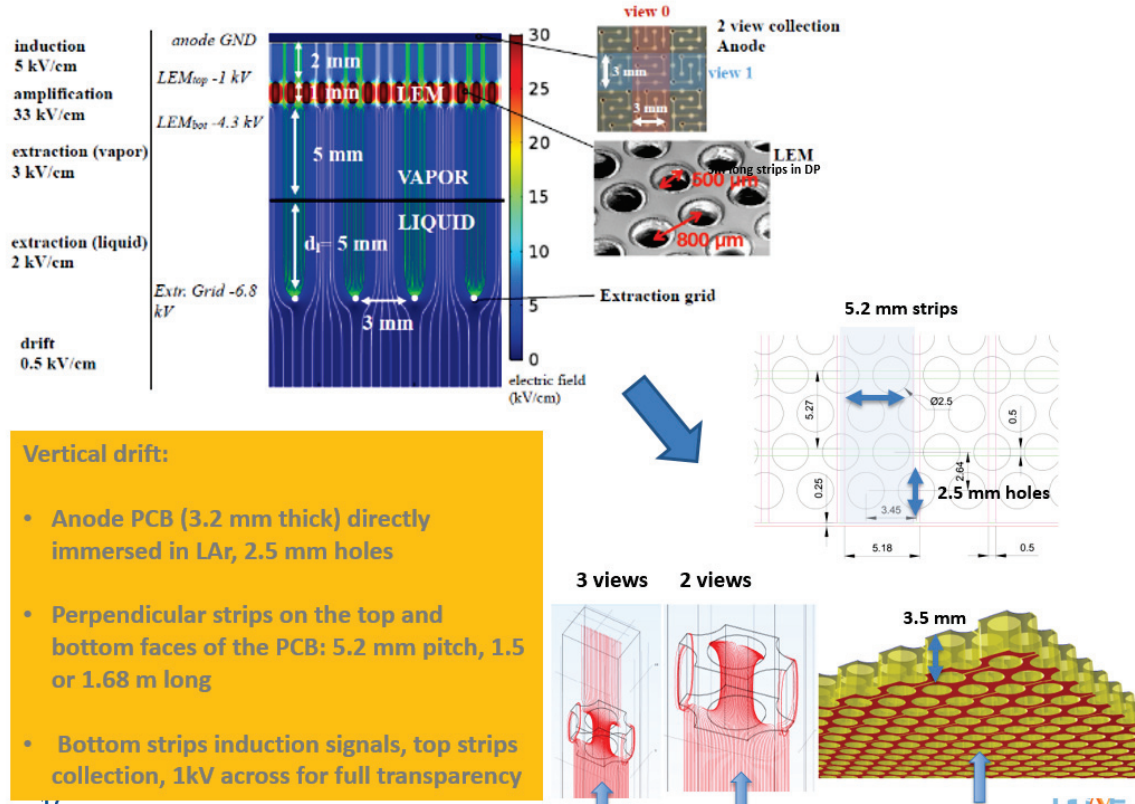 view 0
2 view collection
Anode
view 1
3 mm
3 mm
induction
5 kV/cm
amplification
33 kV/cm
extraction (vapor)
3 kV/cm
extraction (liquid)
2 kV/cm
drift
0.5 kV/cm
anode GND
LEMtop -1 kV
LEMbot -4.3 kV
Extr. Grid -6.8
kV
2 mm
1 mm
LEM
5 mm
VAPOR
LIQUID
dl= 5 mm
3 mm
30
25
20
15
10
5
0
electric field
(kV/cm)
LEM
long strips in DP
500 µm
800 µm
Extraction grid
5.2 mm strips
5.27
Ø2.5
0.5
2.64
0.25
2.5 mm holes
3.45
5.18
0.5
Vertical drift:
• Anode PCB (3.2 mm thick) directly
immersed in LAr, 2.5 mm holes
• Perpendicular strips on the top and
bottom faces of the PCB: 5.2 mm pitch, 1.5
or 1.68 m long
• Bottom strips induction signals, top strips
collection, 1kV across for full transparency
3 views
2 views
3.5 mm